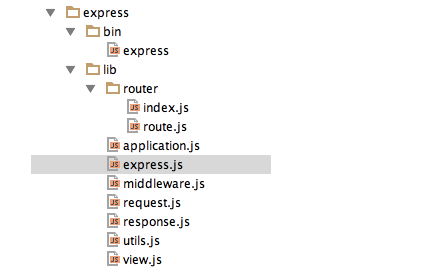 express
bin
express
lib
router
index.js
route.js
application.js
express.js
middleware.js
request.js
response.js
utils.js
view.js